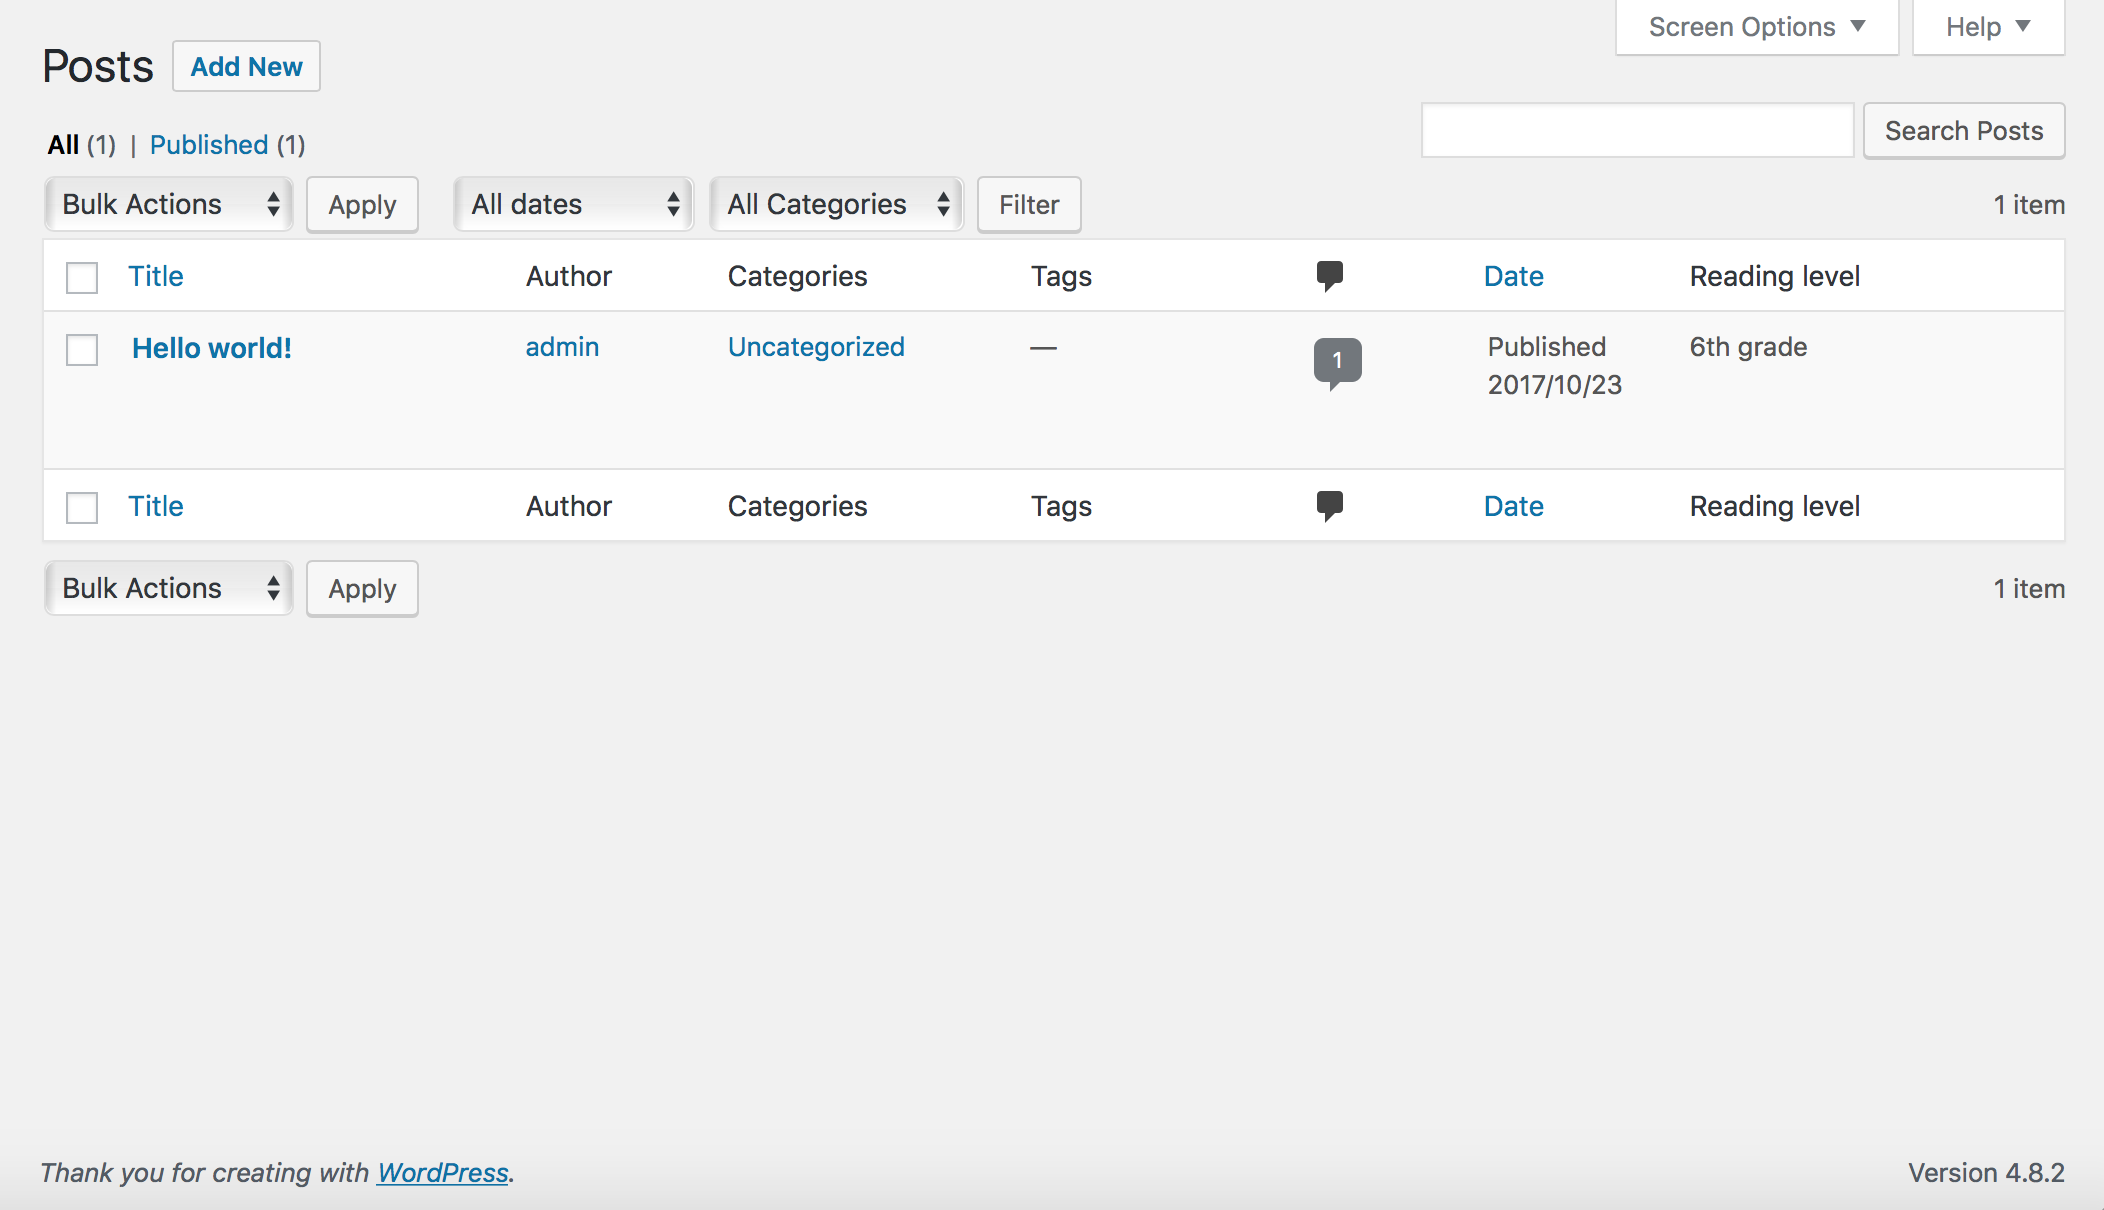 Screen Options Help
Posts Add New
All (1) | Published (1)
Search Posts
Bulk Actions Apply All dates All Categories Filter 1 item
Title Author Categories Tags Date Reading level
Hello world! admin Uncategorized — 1 Published 6th grade
2017/10/23
Title Author Categories Tags Date Reading level
Bulk Actions Apply 1 item
Thank you for creating with WordPress. Version 4.8.2